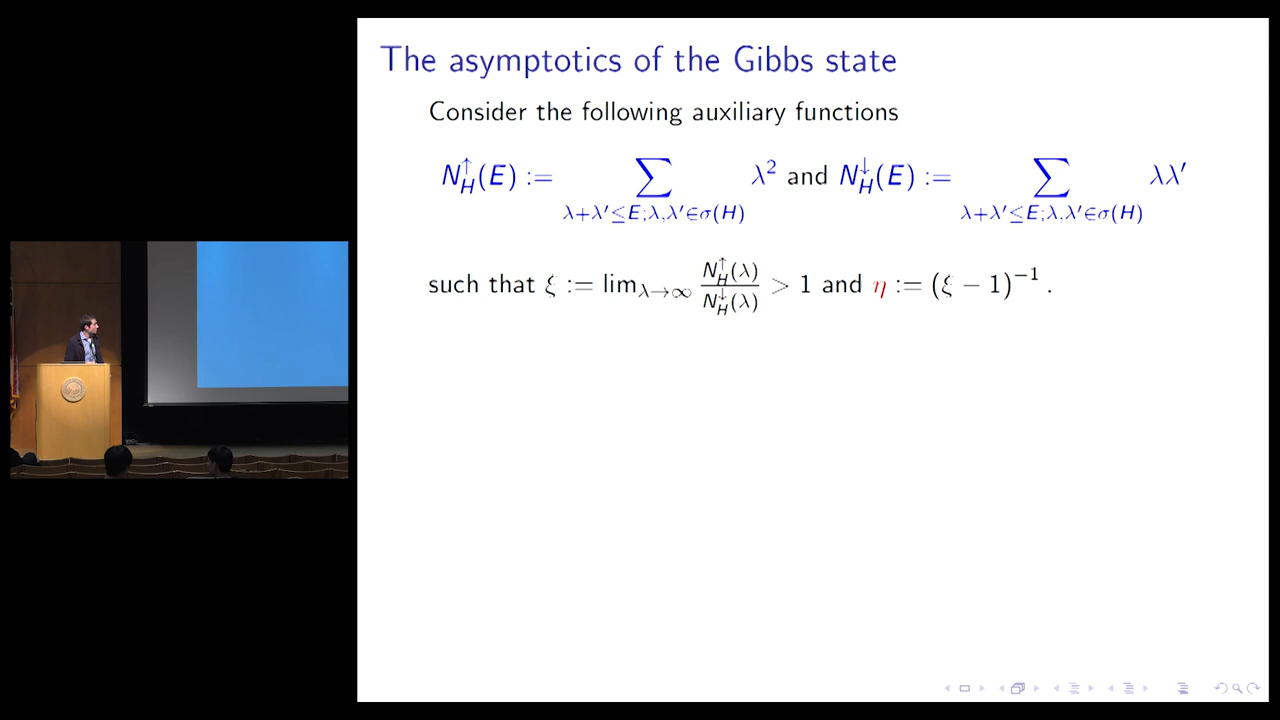 The asymptotics of the Gibbs state
Consider the following auxiliary functions
N_H^↑(E) := ∑_{λ+λ′≤E;λ,λ′∈σ(H)} λ² and N_H^↓(E) := ∑_{λ+λ′≤E;λ,λ′∈σ(H)} λλ′
such that ξ := lim_{λ→∞} N_H^↑(λ)/N_H^↓(λ) > 1 and η := (ξ − 1)^{−1} .